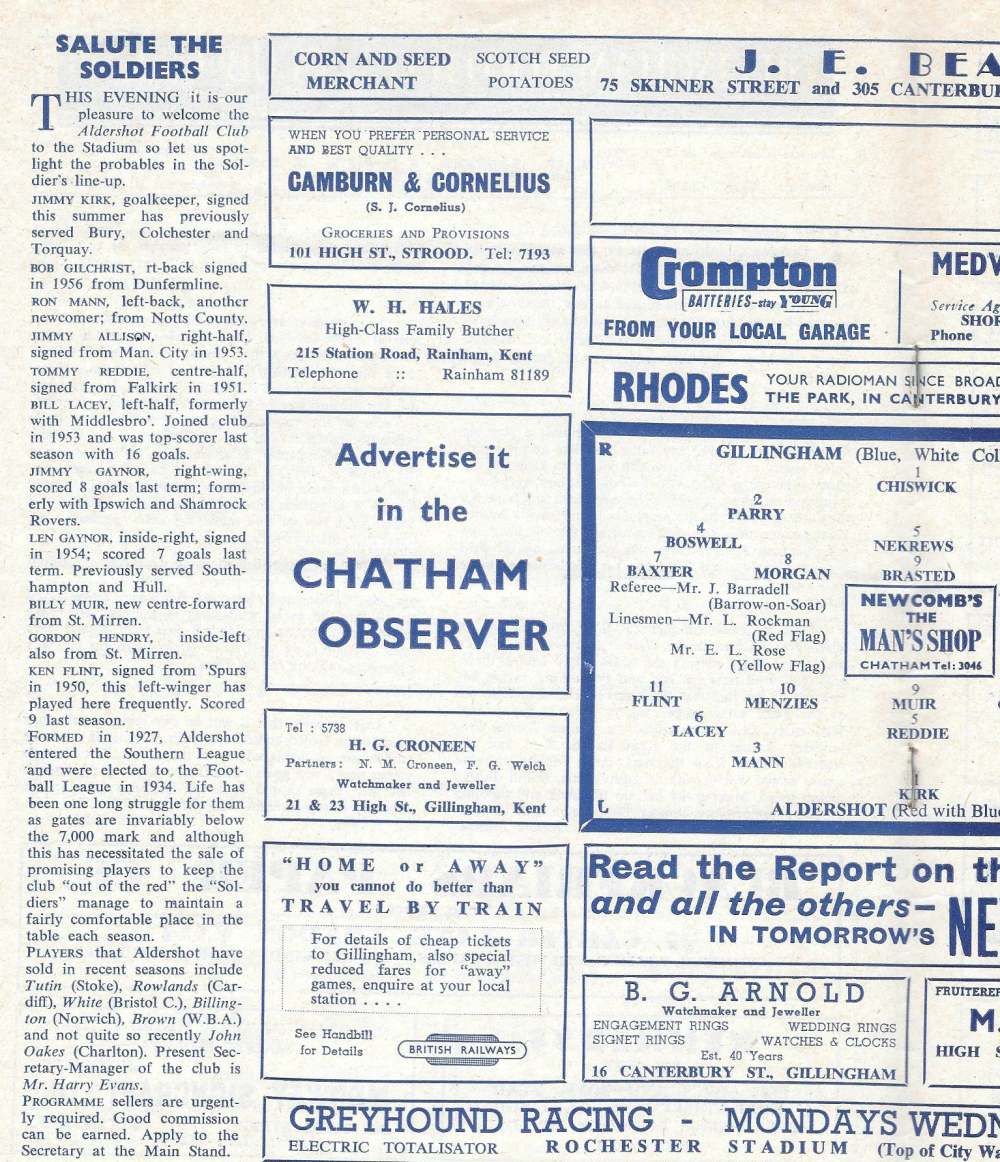 SALUTE THE
SOLDIERS
THIS EVENING it is our
pleasure to welcome the
Aldershot Football Club
to the Stadium so let us spot-
light the probables in the Sol-
dier's line-up.
JIMMY KIRK, goalkeeper, signed
this summer has previously
served Bury, Colchester and
Torquay.
BOB GILCHRIST, rt-back signed
in 1956 from Dunfermline.
RON MANN, left-back, another
newcomer; from Notts County.
JIMMY ALLISON, right-half,
signed from Man. City in 1953.
TOMMY REDDIE, centre-half,
signed from Falkirk in 1951.
BILL LACEY, left-half, formerly
with Middlesbro'. Joined club
in 1953 and was top-scorer last
season with 16 goals.
JIMMY GAYNOR, right-wing,
scored 8 goals last term; form-
erly with Ipswich and Shamrock
Rovers.
LEN GAYNOR, inside-right, signed
in 1954; scored 7 goals last
term. Previously served South-
hampton and Hull.
BILLY MUIR, new centre-forward
from St. Mirren.
GORDON HENDRY, inside-left
also from St. Mirren.
KEN FLINT, signed from 'Spurs
in 1950, this left-winger has
played here frequently. Scored
9 last season.
FORMED in 1927, Aldershot
entered the Southern League
and were elected to the Foot-
ball League in 1934. Life has
been one long struggle for them
as gates are invariably below
the 7,000 mark and although
this has necessitated the sale of
promising players to keep the
club "out of the red" the "Sol-
diers" manage to maintain a
fairly comfortable place in the
table each season.
PLAYERS that Aldershot have
sold in recent seasons include
Tutin (Stoke), Rowlands (Car-
diff), White (Bristol C.), Billing-
ton (Norwich), Brown (W.B.A.)
and not quite so recently John
Oakes (Charlton). Present Sec-
retary-Manager of the club is
Mr. Harry Evans.
PROGRAMME sellers are urgent-
ly required. Good commission
can be earned. Apply to the
Secretary at the Main Stand.
CORN AND SEED SCOTCH SEED
MERCHANT POTATOES
J. E. BEA
75 SKINNER STREET and 305 CANTERBU
WHEN YOU PREFER PERSONAL SERVICE
AND BEST QUALITY . . .
CAMBURN & CORNELIUS
(S. J. Cornelius)
GROCERIES AND PROVISIONS
101 HIGH ST., STROOD. Tel: 7193
W. H. HALES
High-Class Family Butcher
215 Station Road, Rainham, Kent
Telephone :: Rainham 81189
Advertise it
in the
CHATHAM
OBSERVER
Tel : 5738
H. G. CRONEEN
Partners: N. M. Croneen, F. G. Welch
Watchmaker and Jeweller
21 & 23 High St., Gillingham, Kent
"HOME or AWAY"
you cannot do better than
TRAVEL BY TRAIN
For details of cheap tickets
to Gillingham, also special
reduced fares for "away"
games, enquire at your local
station . . . .
See Handbill
for Details
BRITISH RAILWAYS
Crompton
BATTERIES-stay YOUNG
FROM YOUR LOCAL GARAGE
MEDW
Service Ag
SHOR
Phone
RHODES
YOUR RADIOMAN SINCE BROAD
THE PARK, IN CANTERBURY
R GILLINGHAM (Blue, White Col
1
CHISWICK
2
PARRY
4 5
BOSWELL NEKREWS
7 8 9
BAXTER MORGAN BRASTED
Referee—Mr. J. Barradell
(Barrow-on-Soar)
Linesmen—Mr. L. Rockman
(Red Flag)
Mr. E. L. Rose
(Yellow Flag)
NEWCOMB'S
THE
MAN'S SHOP
CHATHAM Tel: 3046
11 10 9
FLINT MENZIES MUIR
6 5
LACEY REDDIE
3
MANN
1
KIRK
L ALDERSHOT (Red with Blue
Read the Report on th
and all the others—
IN TOMORROW'S
NE
B. G. ARNOLD
Watchmaker and Jeweller
ENGAGEMENT RINGS WEDDING RINGS
SIGNET RINGS WATCHES & CLOCKS
Est. 40 Years
16 CANTERBURY ST., GILLINGHAM
FRUITERER
M.
HIGH S
GREYHOUND RACING - MONDAYS WEDN
ELECTRIC TOTALISATOR ROCHESTER STADIUM (Top of City Wa